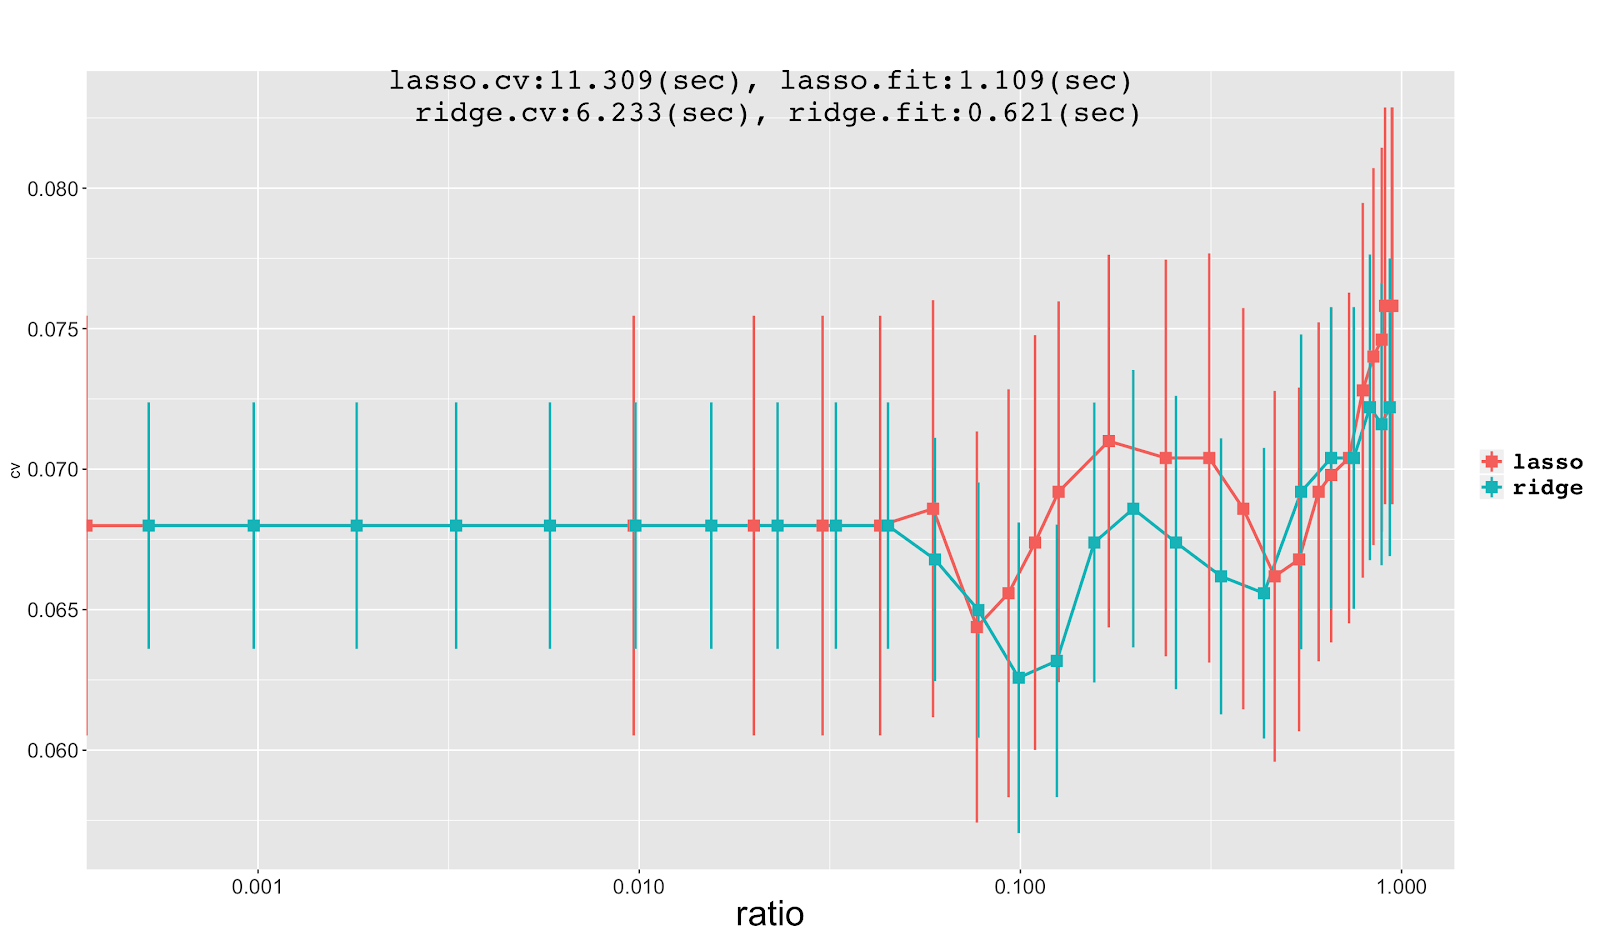 lasso.cv:11.309(sec), lasso.fit:1.109(sec)
ridge.cv:6.233(sec), ridge.fit:0.621(sec)
0.080
0.075
0.070
0.065
0.060
cv
0.001 0.010 0.100 1.000
ratio
lasso
ridge